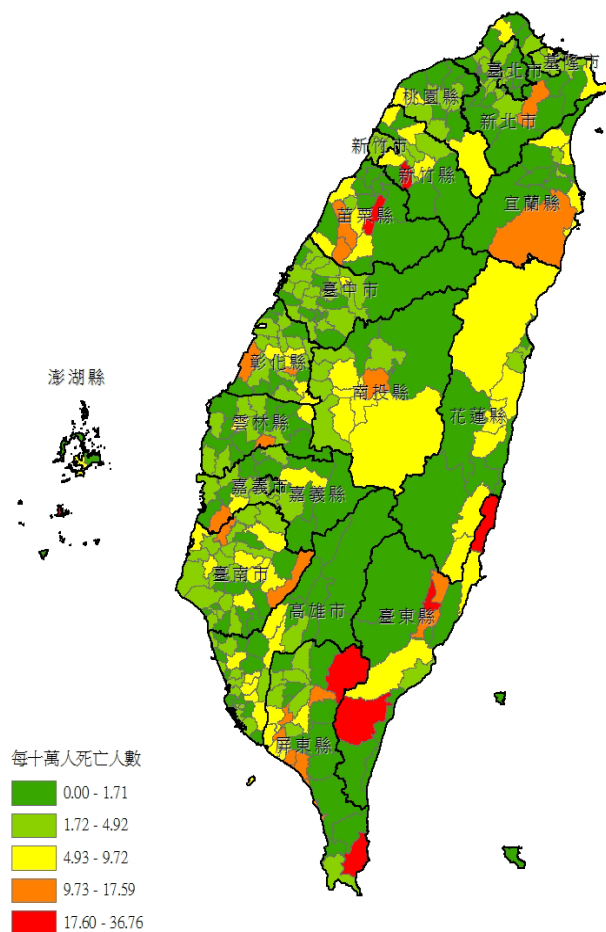 基隆市
臺北市
桃園縣
新北市
新竹市
新竹縣
宜蘭縣
苗栗縣
臺中市
彰化縣
澎湖縣
南投縣
花蓮縣
雲林縣
嘉義市
嘉義縣
臺南市
高雄市
臺東縣
屏東縣
每十萬人死亡人數
0.00 - 1.71
1.72 - 4.92
4.93 - 9.72
9.73 - 17.59
17.60 - 36.76